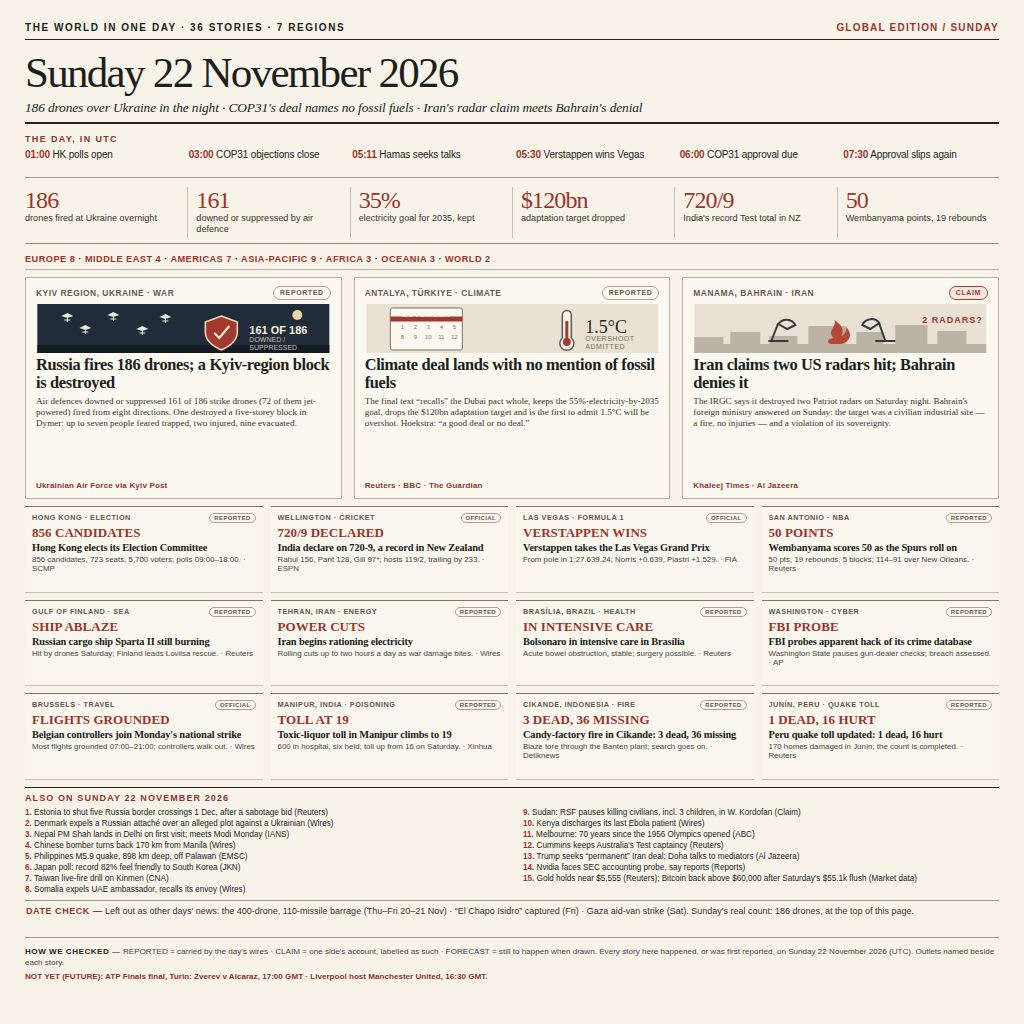 THE WORLD IN ONE DAY · 36 STORIES · 7 REGIONS
GLOBAL EDITION / SUNDAY
Sunday 22 November 2026
186 drones over Ukraine in the night · COP31's deal names no fossil fuels · Iran's radar claim meets Bahrain's denial
THE DAY, IN UTC
01:00 HK polls open
03:00 COP31 objections close
05:11 Hamas seeks talks
05:30 Verstappen wins Vegas
06:00 COP31 approval due
07:30 Approval slips again
186
drones fired at Ukraine overnight
161
downed or suppressed by air
defence
35%
electricity goal for 2035, kept
$120bn
adaptation target dropped
720/9
India's record Test total in NZ
50
Wembanyama points, 19 rebounds
EUROPE 8 · MIDDLE EAST 4 · AMERICAS 7 · ASIA-PACIFIC 9 · AFRICA 3 · OCEANIA 3 · WORLD 2
KYIV REGION, UKRAINE · WAR
REPORTED
161 OF 186
DOWNED /
SUPPRESSED
Russia fires 186 drones; a Kyiv-region block
is destroyed
Air defences downed or suppressed 161 of 186 strike drones (72 of them jet-
powered) fired from eight directions. One destroyed a five-storey block in
Dymer: up to seven people feared trapped, two injured, nine evacuated.
Ukrainian Air Force via Kyiv Post
ANTALYA, TÜRKIYE · CLIMATE
REPORTED
1 2 3 4 5
8 9 10 11 12
1.5°C
OVERSHOOT
ADMITTED
Climate deal lands with no mention of fossil
fuels
The final text “recalls” the Dubai pact whole, keeps the 55%-electricity-by-2035
goal, drops the $120bn adaptation target and is the first to admit 1.5°C will be
overshot. Hoekstra: “a good deal or no deal.”
Reuters · BBC · The Guardian
MANAMA, BAHRAIN · IRAN
CLAIM
2 RADARS?
Iran claims two US radars hit; Bahrain
denies it
The IRGC says it destroyed two Patriot radars on Saturday night. Bahrain's
foreign ministry answered on Sunday: the target was a civilian industrial site —
a fire, no injuries — and a violation of its sovereignty.
Khaleej Times · Al Jazeera
HONG KONG · ELECTION
REPORTED
856 CANDIDATES
Hong Kong elects its Election Committee
856 candidates, 723 seats, 5,700 voters; polls 09:00–18:00. ·
SCMP
WELLINGTON · CRICKET
OFFICIAL
720/9 DECLARED
India declare on 720-9, a record in New Zealand
Rahul 156, Pant 128, Gill 97*; hosts 119/2, trailing by 233. ·
ESPN
LAS VEGAS · FORMULA 1
OFFICIAL
VERSTAPPEN WINS
Verstappen takes the Las Vegas Grand Prix
From pole in 1:27.639.24; Norris +0.639, Piastri +1.529. · FIA
SAN ANTONIO · NBA
REPORTED
50 POINTS
Wembanyama scores 50 as the Spurs roll on
50 pts, 19 rebounds, 5 blocks; 114–91 over New Orleans. ·
Reuters
GULF OF FINLAND · SEA
REPORTED
SHIP ABLAZE
Russian cargo ship Sparta II still burning
Hit by drones Saturday; Finland leads Loviisa rescue. · Reuters
TEHRAN, IRAN · ENERGY
REPORTED
POWER CUTS
Iran begins rationing electricity
Rolling cuts up to two hours a day as war damage bites. · Wires
BRASÍLIA, BRAZIL · HEALTH
REPORTED
IN INTENSIVE CARE
Bolsonaro in intensive care in Brasília
Acute bowel obstruction, stable; surgery possible. · Reuters
WASHINGTON · CYBER
REPORTED
FBI PROBE
FBI probes apparent hack of its crime database
Washington State pauses gun-dealer checks; breach assessed.
· AP
BRUSSELS · TRAVEL
OFFICIAL
FLIGHTS GROUNDED
Belgian controllers join Monday's national strike
Most flights grounded 07:00–21:00; controllers walk out. · Wires
MANIPUR, INDIA · POISONING
REPORTED
TOLL AT 19
Toxic-liquor toll in Manipur climbs to 19
600 in hospital, six held; toll up from 16 on Saturday. · Xinhua
CIKANDE, INDONESIA · FIRE
REPORTED
3 DEAD, 36 MISSING
Candy-factory fire in Cikande: 3 dead, 36 missing
Blaze tore through the Banten plant; search goes on. ·
Detiknews
JUNÍN, PERU · QUAKE TOLL
REPORTED
1 DEAD, 16 HURT
Peru quake toll updated: 1 dead, 16 hurt
170 homes damaged in Junín; the count is completed. ·
Reuters
ALSO ON SUNDAY 22 NOVEMBER 2026
1. Estonia to shut five Russia border crossings 1 Dec, after a sabotage bid (Reuters)
2. Denmark expels a Russian attaché over an alleged plot against a Ukrainian (Wires)
3. Nepal PM Shah lands in Delhi on first visit; meets Modi Monday (IANS)
4. Chinese bomber turns back 170 km from Manila (Wires)
5. Philippines M5.9 quake, 898 km deep, off Palawan (EMSC)
6. Japan poll: record 82% feel friendly to South Korea (JKN)
7. Taiwan live-fire drill on Kinmen (CNA)
8. Somalia expels UAE ambassador, recalls its envoy (Wires)
9. Sudan: RSF pauses killing civilians, incl. 3 children, in W. Kordofan (Claim)
10. Kenya discharges its last Ebola patient (Wires)
11. Melbourne: 70 years since the 1956 Olympics opened (ABC)
12. Cummins keeps Australia's Test captaincy (Reuters)
13. Trump seeks “permanent” Iran deal; Doha talks to mediators (Al Jazeera)
14. Nvidia faces SEC accounting probe, say reports (Reports)
15. Gold holds near $5,555 (Reuters); Bitcoin back above $60,000 after Saturday's $55.1k flush (Market data)
DATE CHECK — Left out as other days' news: the 400-drone, 110-missile barrage (Thu–Fri 20–21 Nov) · “El Chapo Isidro” captured (Fri) · Gaza aid-van strike (Sat). Sunday's real count: 186 drones, at the top of this page.
HOW WE CHECKED — REPORTED = carried by the day's wires · CLAIM = one side's account, labelled as such · FORECAST = still to happen when drawn. Every story here happened, or was first reported, on Sunday 22 November 2026 (UTC). Outlets named beside
each story.
NOT YET (FUTURE): ATP Finals final, Turin: Zverev v Alcaraz, 17:00 GMT · Liverpool host Manchester United, 16:30 GMT.